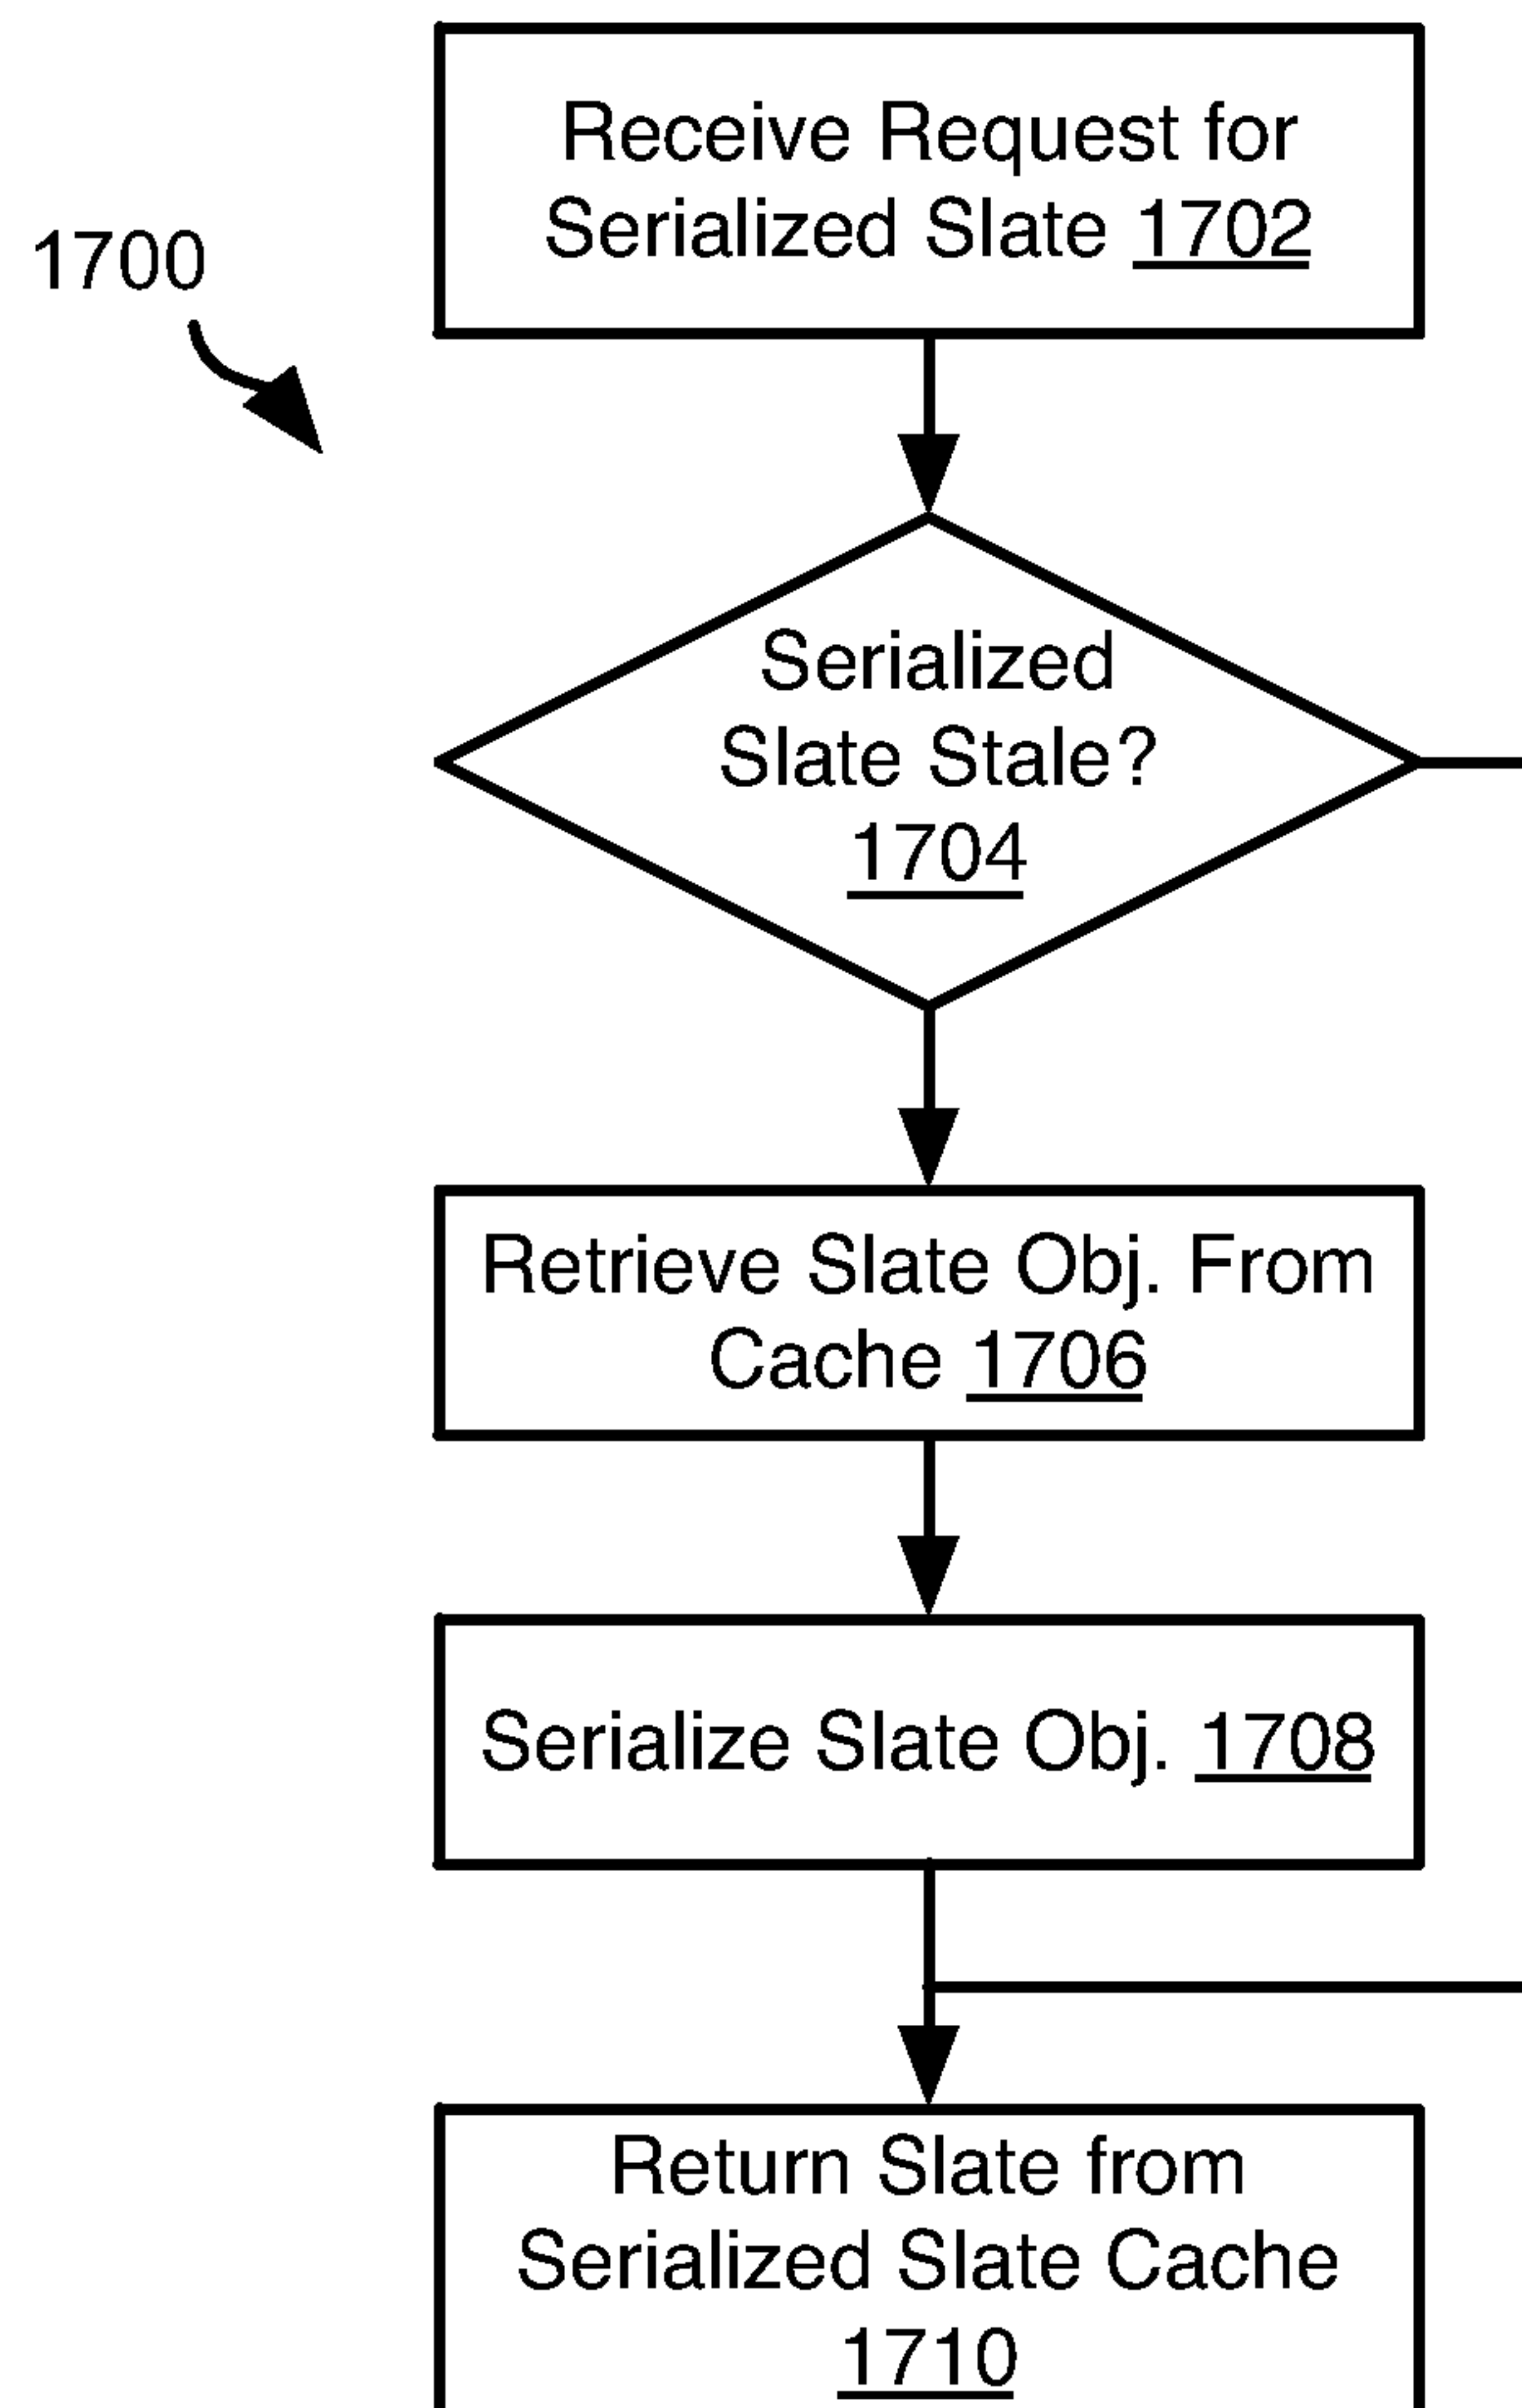 Receive Request for
Serialized Slate 1702
1700
Serialized
Slate Stale?
1704
Retrieve Slate Obj. From
Cache 1706
Serialize Slate Obj. 1708
Return Slate from
Serialized Slate Cache
1710